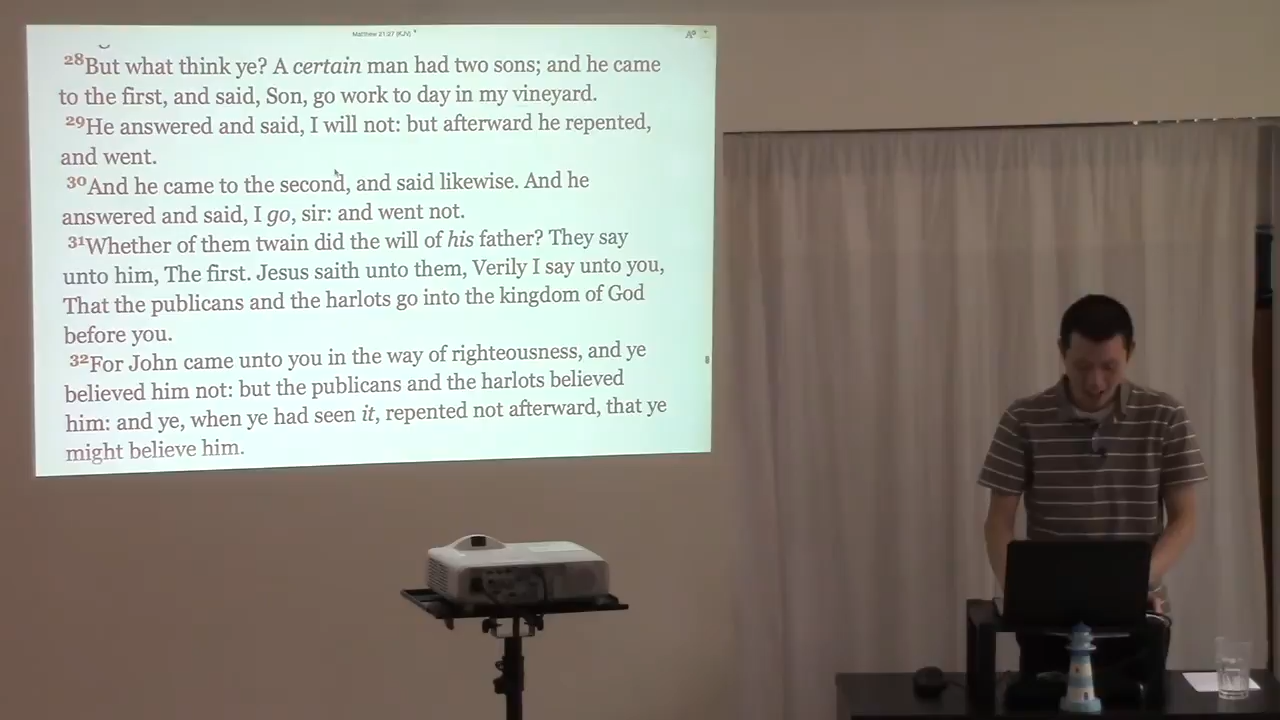 Matthew 21:27 (KJV)
28But what think ye? A certain man had two sons; and he came
to the first, and said, Son, go work to day in my vineyard.
29He answered and said, I will not: but afterward he repented,
and went.
30And he came to the second, and said likewise. And he
answered and said, I go, sir: and went not.
31Whether of them twain did the will of his father? They say
unto him, The first. Jesus saith unto them, Verily I say unto you,
That the publicans and the harlots go into the kingdom of God
before you.
32For John came unto you in the way of righteousness, and ye
believed him not: but the publicans and the harlots believed
him: and ye, when ye had seen it, repented not afterward, that ye
might believe him.